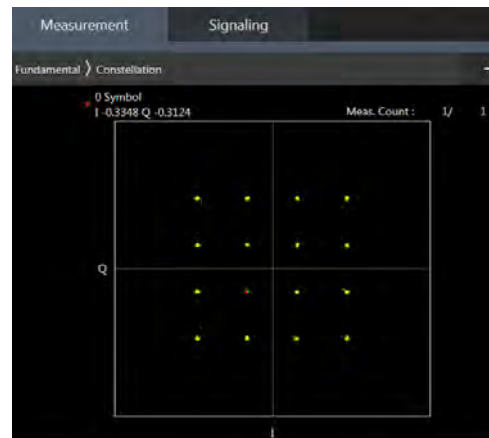 Measurement Signaling
Fundamental ❭ Constellation
0 Symbol
I -0.3348 Q -0.3124 Meas. Count : 1/ 1
Q
I